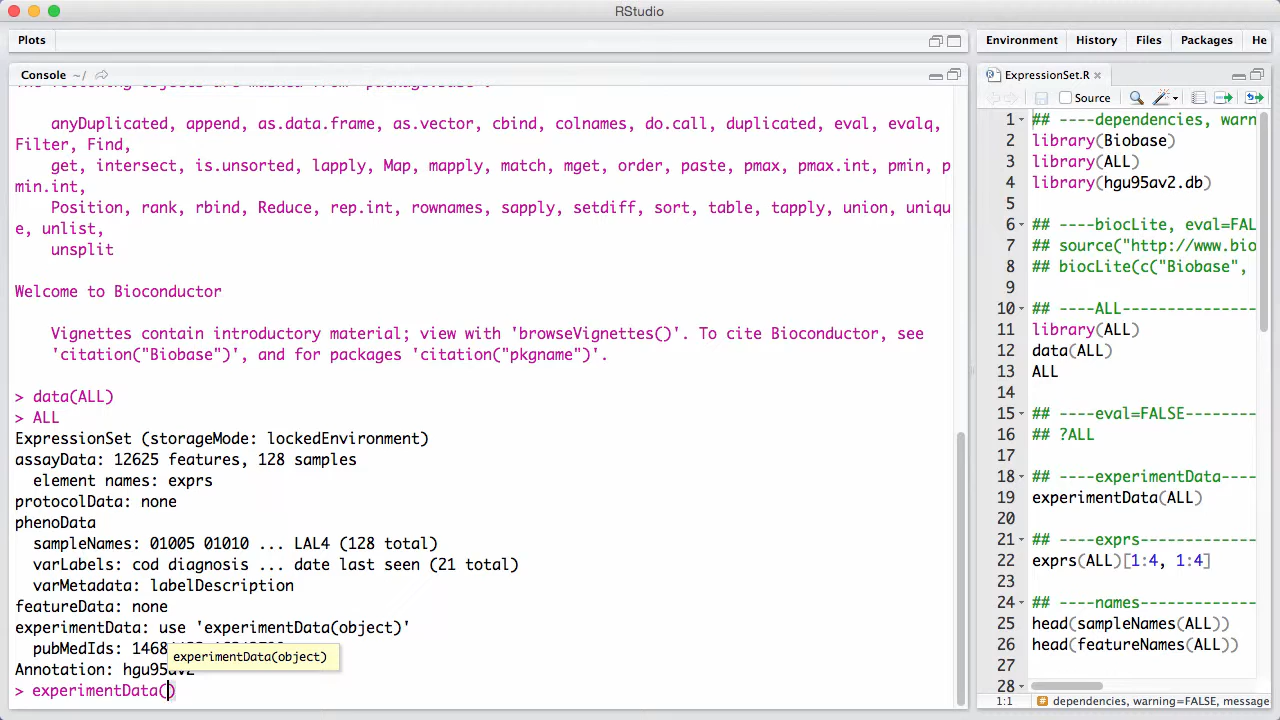 RStudio
Plots
Environment History Files Packages He
Console ~/
ExpressionSet.R
Source
anyDuplicated, append, as.data.frame, as.vector, cbind, colnames, do.call, duplicated, eval, evalq,
Filter, Find,
get, intersect, is.unsorted, lapply, Map, mapply, match, mget, order, paste, pmax, pmax.int, pmin, p
min.int,
Position, rank, rbind, Reduce, rep.int, rownames, sapply, setdiff, sort, table, tapply, union, uniqu
e, unlist,
unsplit
Welcome to Bioconductor
Vignettes contain introductory material; view with 'browseVignettes()'. To cite Bioconductor, see
'citation("Biobase")', and for packages 'citation("pkgname")'.
> data(ALL)
> ALL
ExpressionSet (storageMode: lockedEnvironment)
assayData: 12625 features, 128 samples
element names: exprs
protocolData: none
phenoData
sampleNames: 01005 01010 ... LAL4 (128 total)
varLabels: cod diagnosis ... date last seen (21 total)
varMetadata: labelDescription
featureData: none
experimentData: use 'experimentData(object)'
pubMedIds: 1468
experimentData(object)
Annotation: hgu95av2
> experimentData()
1 ## ----dependencies, warn
2 library(Biobase)
3 library(ALL)
4 library(hgu95av2.db)
5
6 ## ----biocLite, eval=FAL
7 ## source("http://www.bio
8 ## biocLite(c("Biobase",
9
10 ## ----ALL----------------
11 library(ALL)
12 data(ALL)
13 ALL
14
15 ## ----eval=FALSE--------
16 ## ?ALL
17
18 ## ----experimentData----
19 experimentData(ALL)
20
21 ## ----exprs-------------
22 exprs(ALL)[1:4, 1:4]
23
24 ## ----names-------------
25 head(sampleNames(ALL))
26 head(featureNames(ALL))
27
28
1:1 # dependencies, warning=FALSE, message